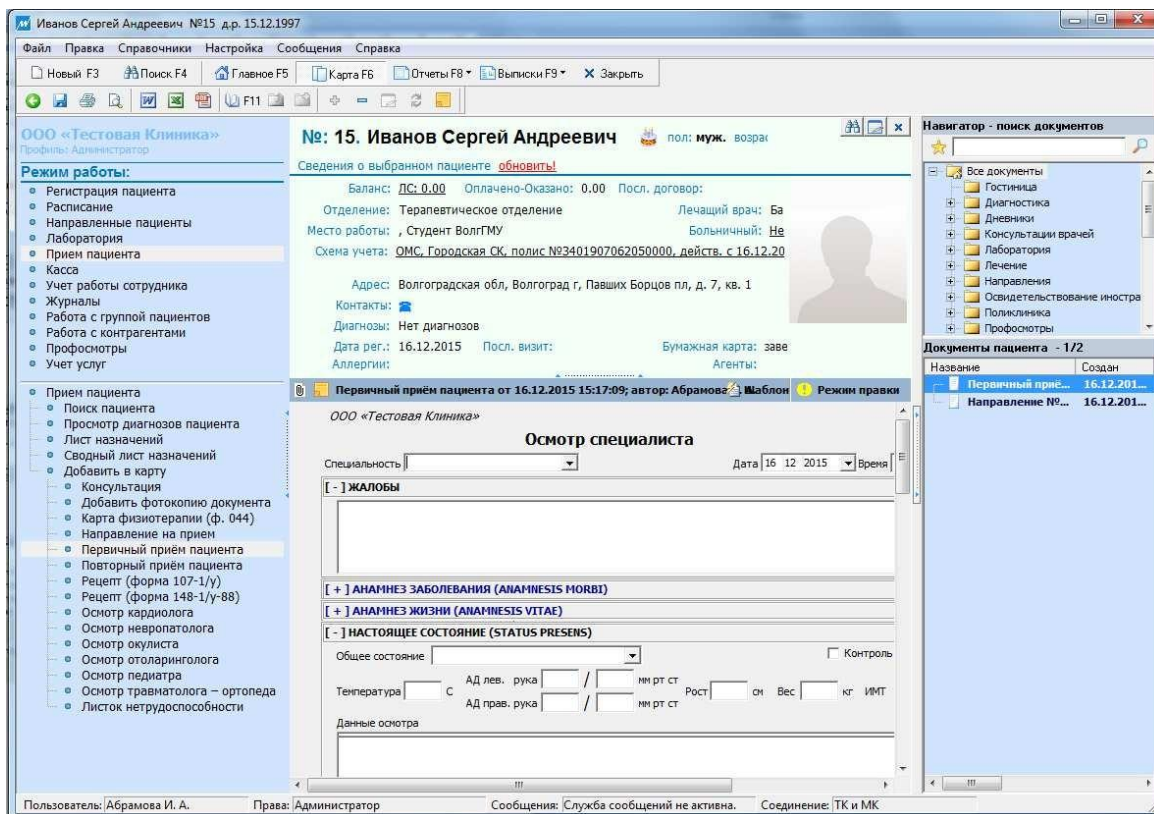 Иванов Сергей Андреевич №15 д.р. 15.12.1997
Файл Правка Справочники Настройка Сообщения Справка
Новый F3 Поиск F4 Главное F5 Карта F6 Отчеты F8 Выписки F9 Закрыть
F11
ООО «Тестовая Клиника»
Профиль: Администратор
Режим работы:
Регистрация пациента
Расписание
Направленные пациенты
Лаборатория
Прием пациента
Касса
Учет работы сотрудника
Журналы
Работа с группой пациентов
Работа с контрагентами
Профосмотры
Учет услуг
Прием пациента
Поиск пациента
Просмотр диагнозов пациента
Лист назначений
Сводный лист назначений
Добавить в карту
Консультация
Добавить фотокопию документа
Карта физиотерапии (ф. 044)
Направление на прием
Первичный приём пациента
Повторный приём пациента
Рецепт (форма 107-1/у)
Рецепт (форма 148-1/у-88)
Осмотр кардиолога
Осмотр невропатолога
Осмотр окулиста
Осмотр отоларинголога
Осмотр педиатра
Осмотр травматолога – ортопеда
Листок нетрудоспособности
№: 15. Иванов Сергей Андреевич пол: муж. возрас
Сведения о выбранном пациенте обновить!
Баланс: ЛС: 0.00 Оплачено-Оказано: 0.00 Посл. договор:
Отделение: Терапевтическое отделение Лечащий врач: Ба
Место работы: , Студент ВолгГМУ Больничный: Не
Схема учета: ОМС, Городская СК, полис №3401907062050000, действ. с 16.12.20
Адрес: Волгоградская обл, Волгоград г, Павших Борцов пл, д. 7, кв. 1
Контакты:
Диагнозы: Нет диагнозов
Дата рег.: 16.12.2015 Посл. визит: Бумажная карта: заве
Аллергии: Агенты:
Первичный приём пациента от 16.12.2015 15:17:09; автор: Абрамова Шаблон Режим правки
ООО «Тестовая Клиника»
Осмотр специалиста
Специальность Дата 16 12 2015 Время
[ - ] ЖАЛОБЫ
[ + ] АНАМНЕЗ ЗАБОЛЕВАНИЯ (ANAMNESIS MORBI)
[ + ] АНАМНЕЗ ЖИЗНИ (ANAMNESIS VITAE)
[ - ] НАСТОЯЩЕЕ СОСТОЯНИЕ (STATUS PRESENS)
Общее состояние Контроль
Температура С АД лев. рука / мм рт ст Рост см Вес кг ИМТ
АД прав. рука / мм рт ст
Данные осмотра
Навигатор - поиск документов
Все документы
Гостиница
Диагностика
Дневники
Консультации врачей
Лаборатория
Лечение
Направления
Освидетельствование иностра
Поликлиника
Профосмотры
Документы пациента - 1/2
Название Создан
Первичный приё... 16.12.201...
Направление №... 16.12.201...
Пользователь: Абрамова И. А. Права: Администратор Сообщения: Служба сообщений не активна. Соединение: ТК и МК